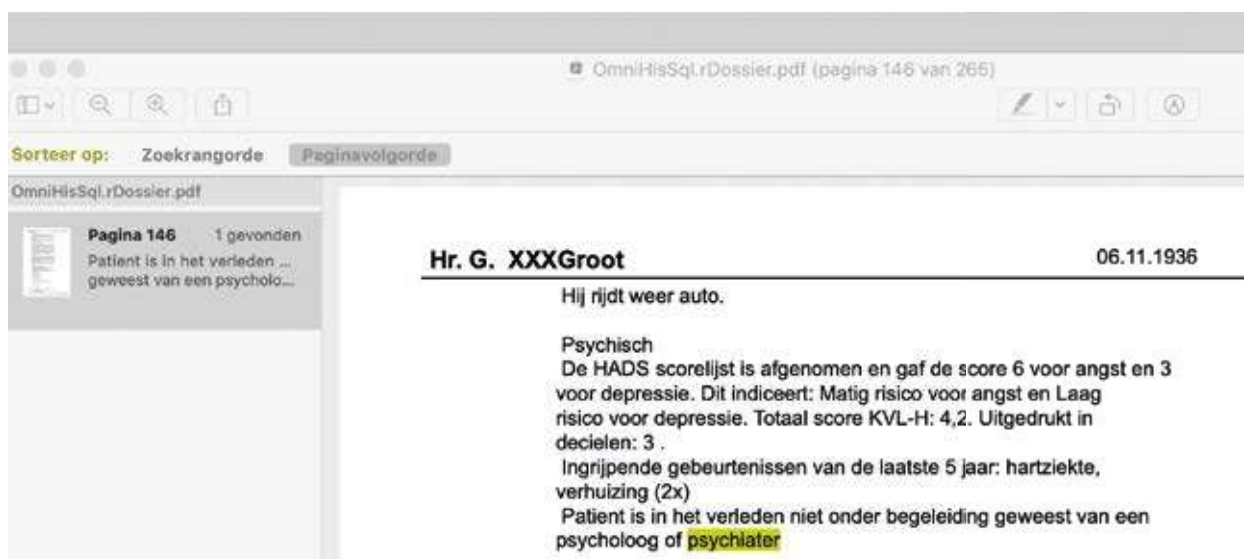 OmniHisSql.rDossier.pdf (pagina 146 van 265)
Sorteer op: Zoekrangorde Paginavolgorde
OmniHisSql.rDossier.pdf
Pagina 146 1 gevonden
Patient is in het verleden ...
geweest van een psycholo...
Hr. G. XXXGroot 06.11.1936
Hij rijdt weer auto.
Psychisch
De HADS scorelijst is afgenomen en gaf de score 6 voor angst en 3
voor depressie. Dit indiceert: Matig risico voor angst en Laag
risico voor depressie. Totaal score KVL-H: 4,2. Uitgedrukt in
decielen: 3 .
Ingrijpende gebeurtenissen van de laatste 5 jaar: hartziekte,
verhuizing (2x)
Patient is in het verleden niet onder begeleiding geweest van een
psycholoog of psychiater